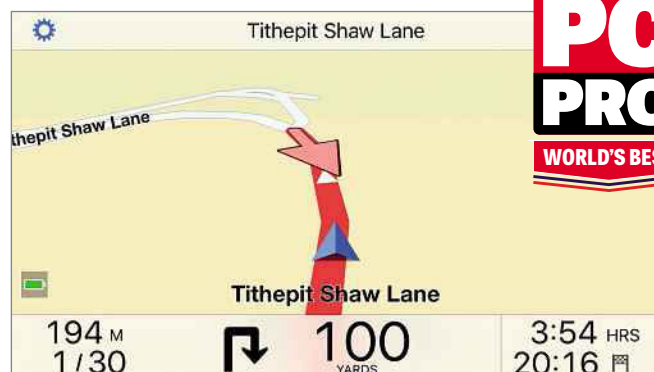 Tithepit Shaw Lane
PC
PRO
WORLD'S BES
thepit Shaw Lane
Tithepit Shaw Lane
194 M
1/30
100
YARDS
3:54 HRS
20:16